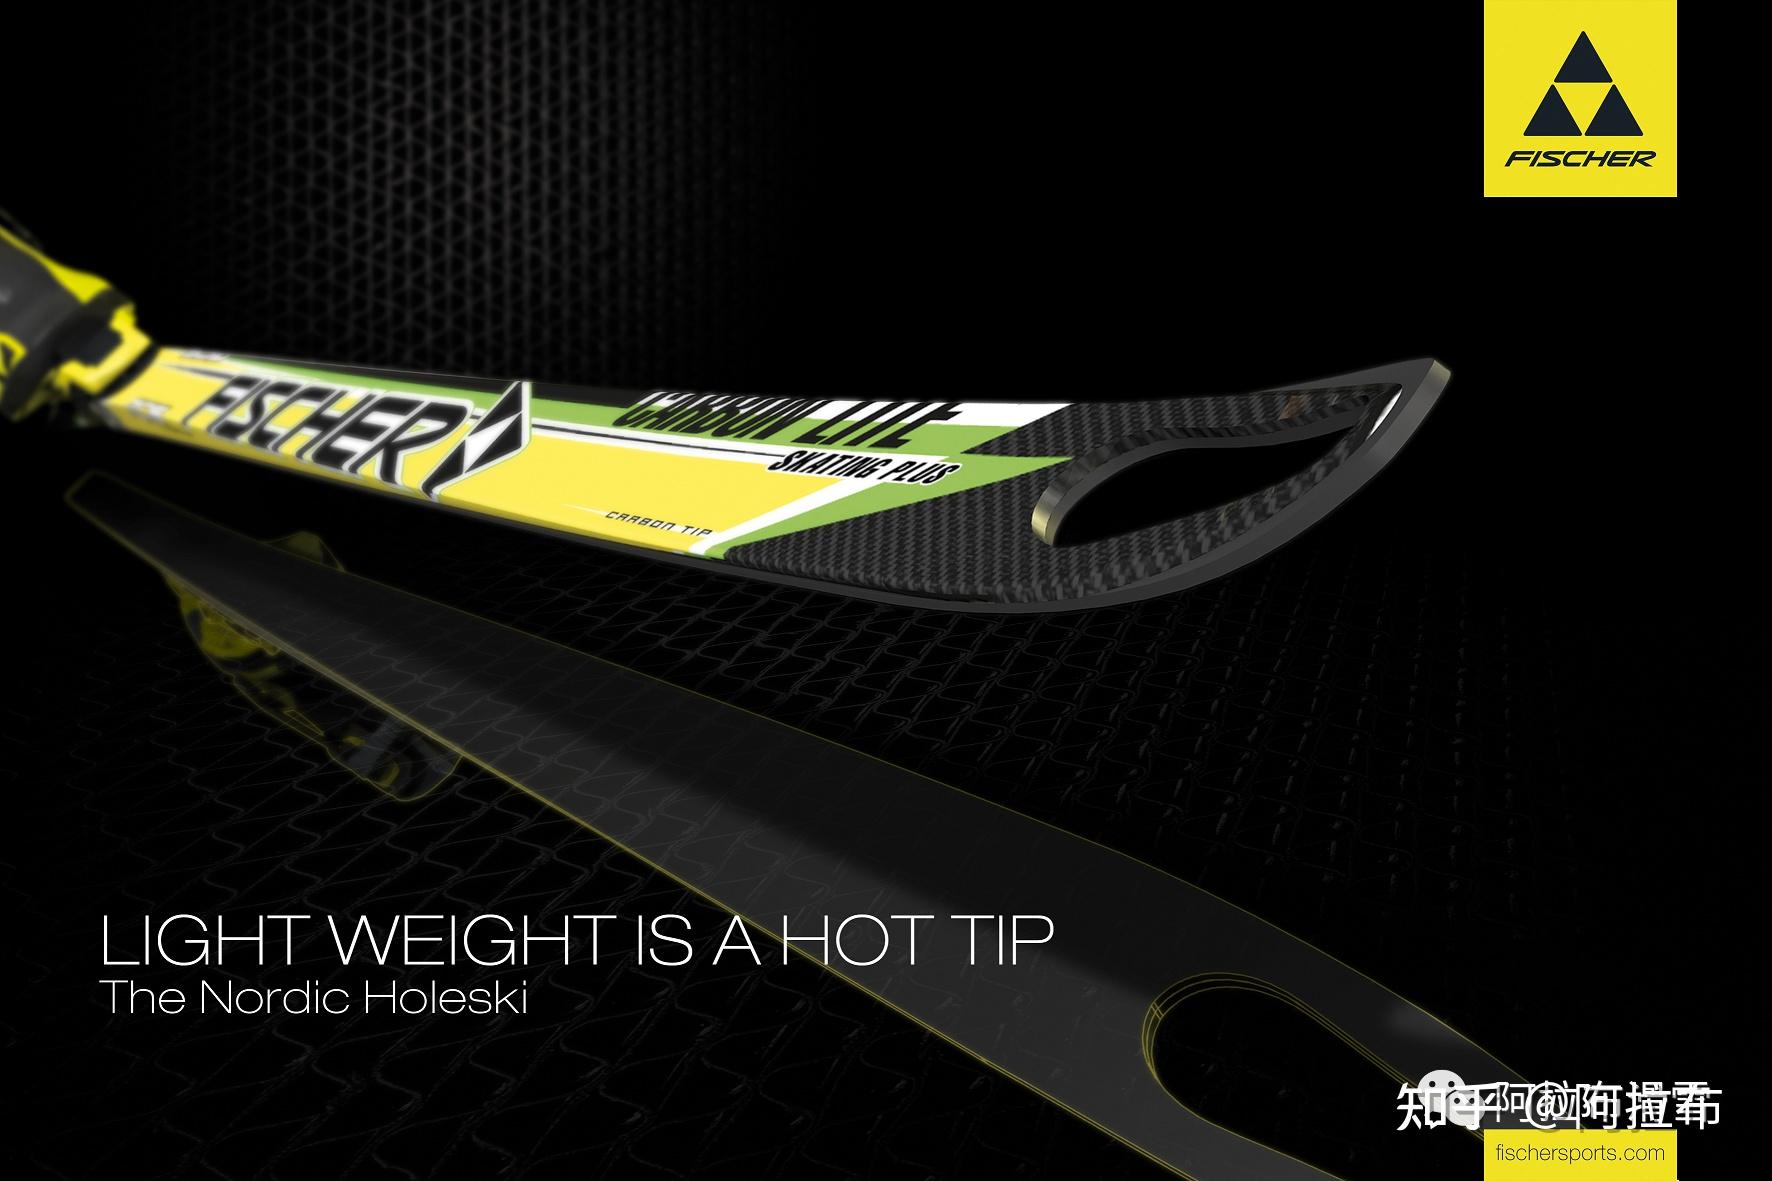 FISCHER
FISCHER
CARBON LITE
SKATING PLUS
CARBON TIP
LIGHT WEIGHT IS A HOT TIP
The Nordic Holeski
知乎 @阿拉布
fischersports.com